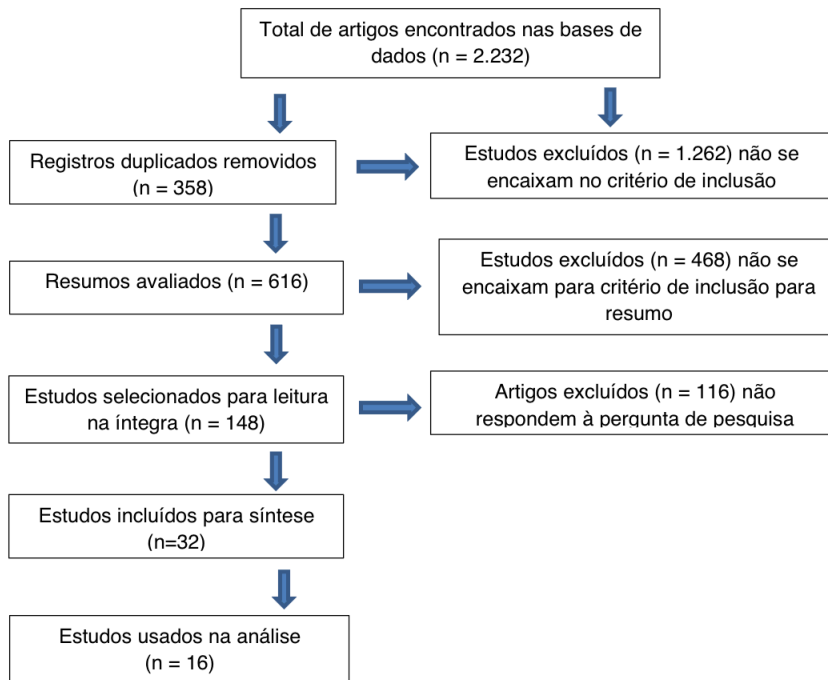 Total de artigos encontrados nas bases de
dados (n = 2.232)
Registros duplicados removidos
(n = 358)
Estudos excluídos (n = 1.262) não se
encaixam no critério de inclusão
Resumos avaliados (n = 616)
Estudos excluídos (n = 468) não se
encaixam para critério de inclusão para
resumo
Estudos selecionados para leitura
na íntegra (n = 148)
Artigos excluídos (n = 116) não
respondem à pergunta de pesquisa
Estudos incluídos para síntese
(n=32)
Estudos usados na análise
(n = 16)